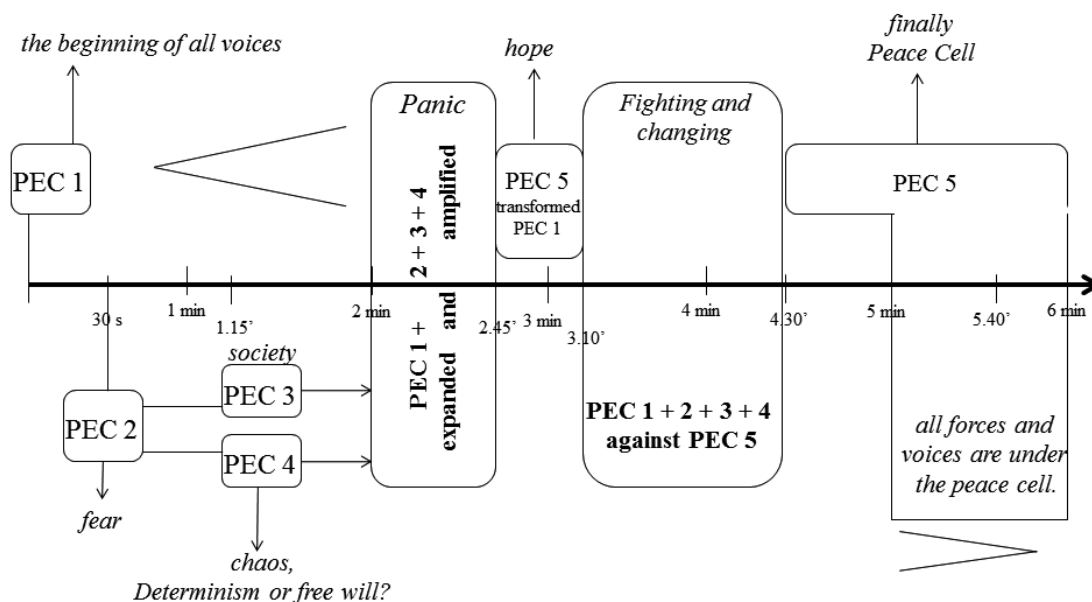 the beginning of all voices
hope
finally
Peace Cell
PEC 1
Panic
PEC 1 + 2 + 3 + 4
expanded and amplified
PEC 5
transformed
PEC 1
Fighting and
changing
PEC 1 + 2 + 3 + 4
against PEC 5
PEC 5
30 s
1 min
1.15’
2 min
2.45’
3 min
3.10’
4 min
4.30’
5 min
5.40’
6 min
society
PEC 3
PEC 2
PEC 4
fear
chaos,
Determinism or free will?
all forces and
voices are under
the peace cell.